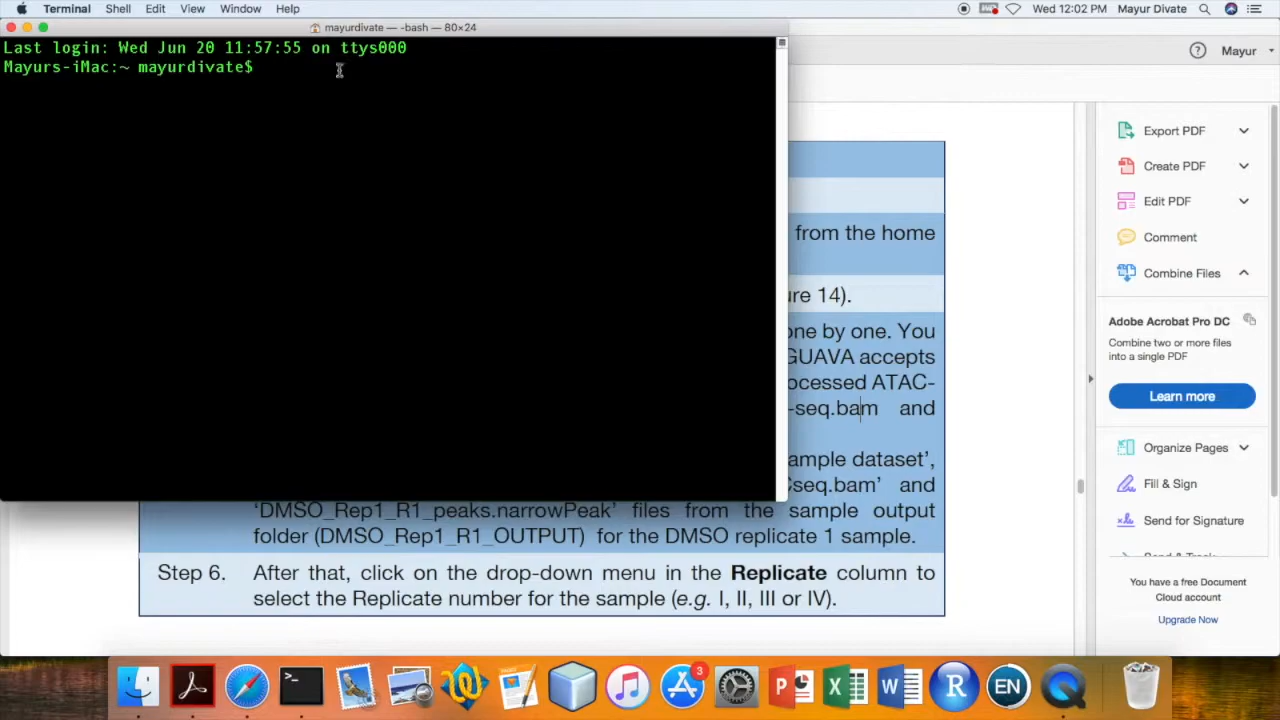 Terminal Shell Edit View Window Help Wed 12:02 PM Mayur Divate
mayurdivate — -bash — 80×24
Last login: Wed Jun 20 11:57:55 on ttys000
Mayurs-iMac:~ mayurdivate$
Mayur
from the home
ure 14).
one by one. You
GUAVA accepts
ocessed ATAC-
-seq.bam and
ample dataset’,
Cseq.bam’ and
‘DMSO_Rep1_R1_peaks.narrowPeak’ files from the sample output
folder (DMSO_Rep1_R1_OUTPUT) for the DMSO replicate 1 sample.
Step 6. After that, click on the drop-down menu in the Replicate column to
select the Replicate number for the sample (e.g. I, II, III or IV).
Export PDF
Create PDF
Edit PDF
Comment
Combine Files
Adobe Acrobat Pro DC
Combine two or more files
into a single PDF
Learn more
Organize Pages
Fill & Sign
Send for Signature
Send & Track
You have a free Document
Cloud account
Upgrade Now
3
P X W R EN